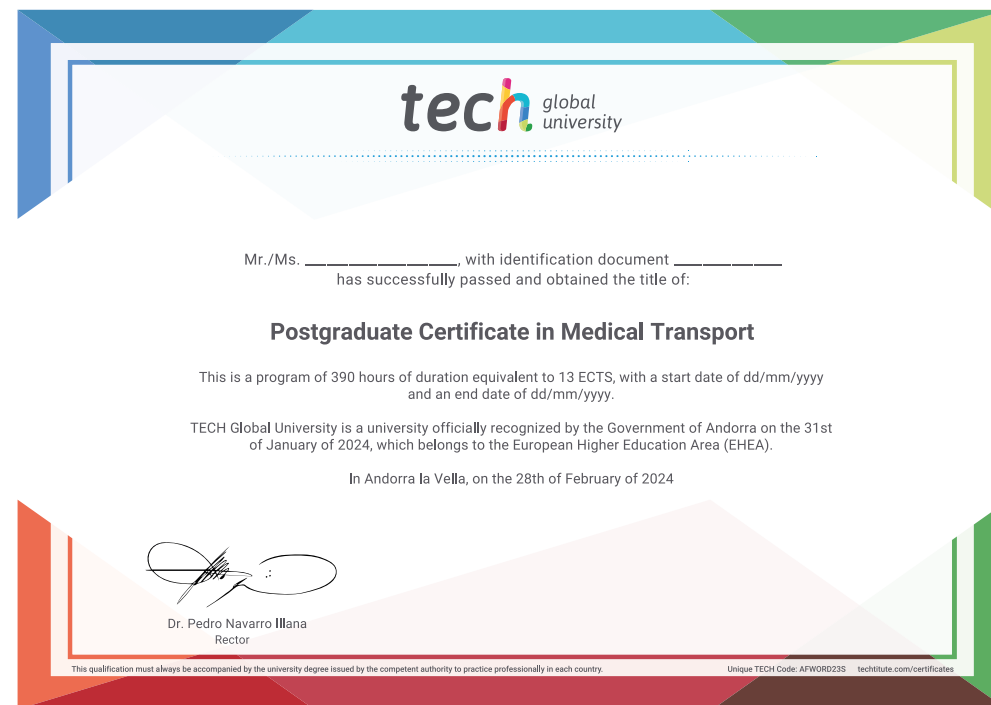 tech global university
Mr./Ms. ____________________, with identification document ______________
has successfully passed and obtained the title of:
Postgraduate Certificate in Medical Transport
This is a program of 390 hours of duration equivalent to 13 ECTS, with a start date of dd/mm/yyyy
and an end date of dd/mm/yyyy.
TECH Global University is a university officially recognized by the Government of Andorra on the 31st
of January of 2024, which belongs to the European Higher Education Area (EHEA).
In Andorra la Vella, on the 28th of February of 2024
Dr. Pedro Navarro Illana
Rector
This qualification must always be accompanied by the university degree issued by the competent authority to practice professionally in each country.
Unique TECH Code: AFWORD23S techtitute.com/certificates